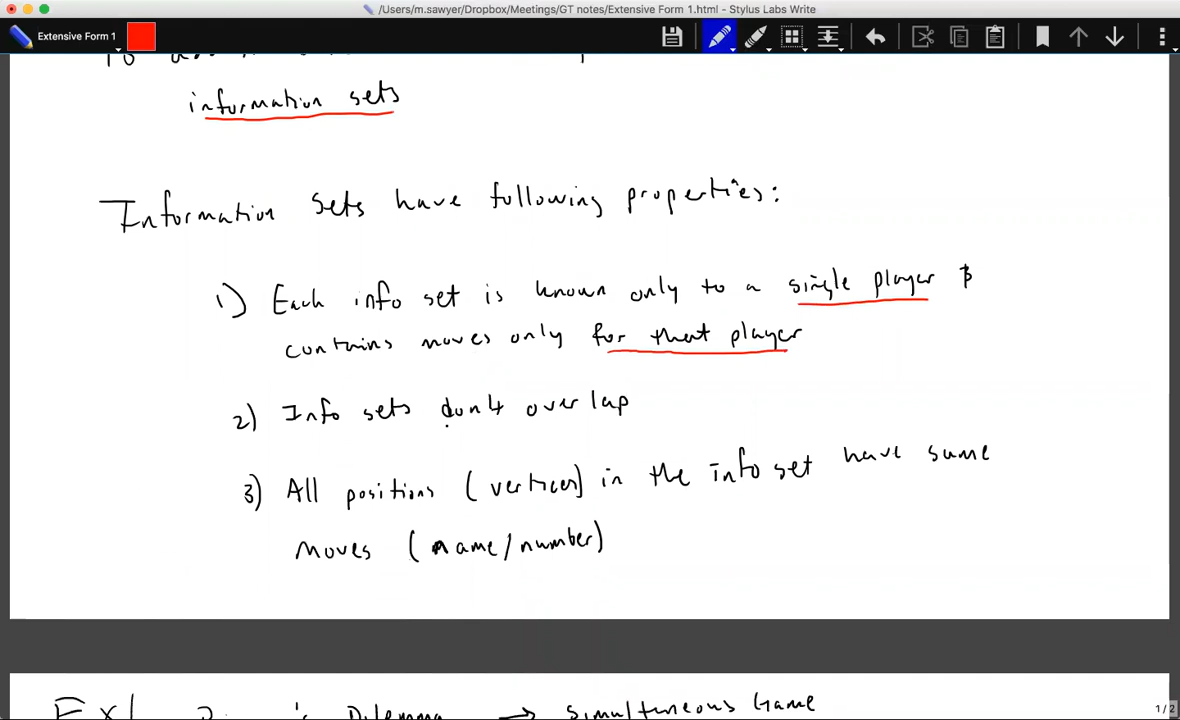 /Users/m.sawyer/Dropbox/Meetings/GT notes/Extensive Form 1.html - Stylus Labs Write
Extensive Form 1
To
information sets
Information sets have following properties:
1) Each info set is known only to a single player &
contains moves only for that player
2) Info sets don't overlap
3) All positions (vertices) in the info set have same
moves (name/number)
Ex/ Dilemma → simultaneous Game
1/2